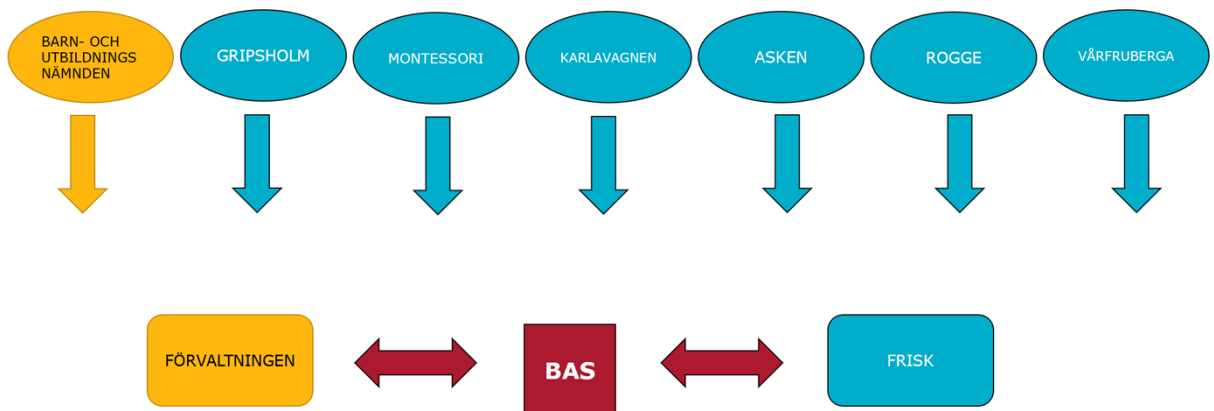 BARN- OCH
UTBILDNINGS
NÄMNDEN
GRIPSHOLM
MONTESSORI
KARLAVAGNEN
ASKEN
ROGGE
VÅRFRUBERGA
FÖRVALTNINGEN
BAS
FRISK